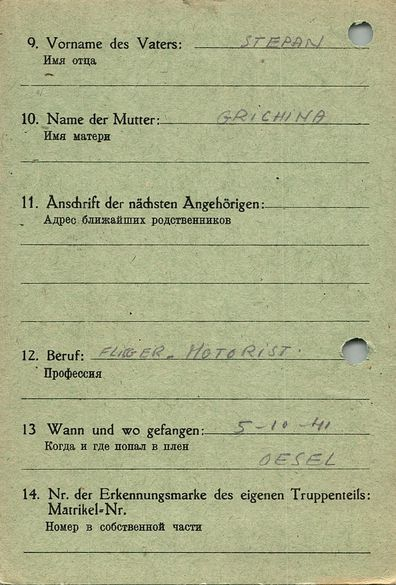 9. Vorname des Vaters: STEPAN
Имя отца
10. Name der Mutter: GRICHINA
Имя матери
11. Anschrift der nächsten Angehörigen:
Адрес ближайших родственников
12. Beruf: FLIEGER-MOTORIST.
Профессия
13 Wann und wo gefangen: 5-10-41
Когда и где попал в плен
OESEL
14. Nr. der Erkennungsmarke des eigenen Truppenteils:
Matrikel-Nr.
Номер в собственной части